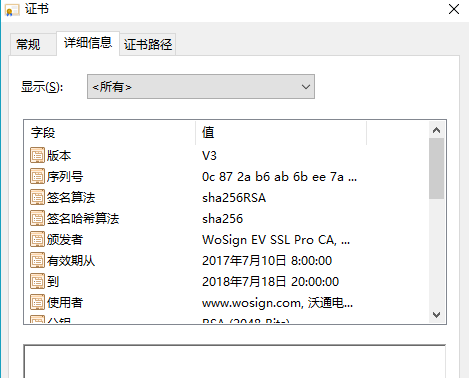 证书
常规 详细信息 证书路径
显示(S): <所有>
字段 值
版本 V3
序列号 0c 87 2a b6 ab 6b ee 7a ...
签名算法 sha256RSA
签名哈希算法 sha256
颁发者 WoSign EV SSL Pro CA, ...
有效期从 2017年7月10日 8:00:00
到 2018年7月18日 20:00:00
使用者 www.wosign.com, 沃通电...
公钥 RSA (2048 Bits)